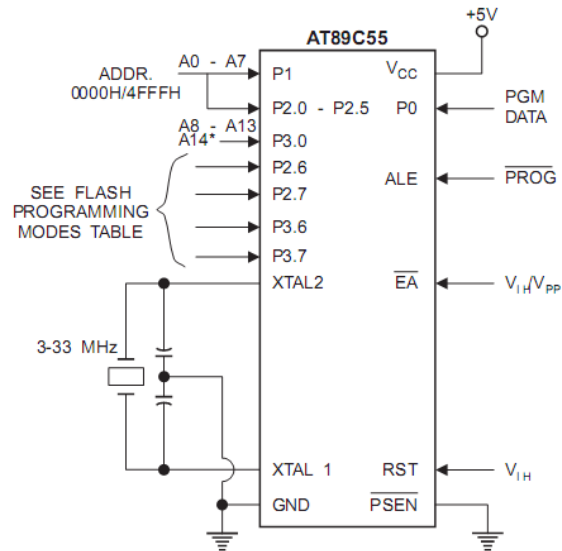 +5V
AT89C55
A0 - A7
ADDR.
0000H/4FFFH
P1
VCC
P2.0 - P2.5
P0
PGM
DATA
A8 - A13
A14*
P3.0
P2.6
P2.7
ALE
PROG
SEE FLASH
PROGRAMMING
MODES TABLE
P3.6
P3.7
XTAL2
EA
VIH/VPP
3-33 MHz
XTAL 1
RST
VIH
GND
PSEN